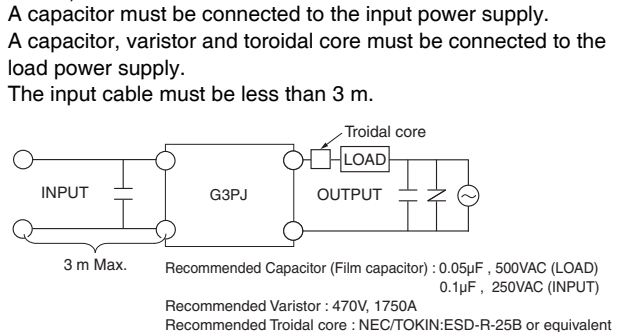 A capacitor must be connected to the input power supply.
A capacitor, varistor and toroidal core must be connected to the
load power supply.
The input cable must be less than 3 m.
Troidal core
LOAD
INPUT
G3PJ
OUTPUT
3 m Max.
Recommended Capacitor (Film capacitor) : 0.05μF , 500VAC (LOAD)
0.1μF , 250VAC (INPUT)
Recommended Varistor : 470V, 1750A
Recommended Troidal core : NEC/TOKIN:ESD-R-25B or equivalent